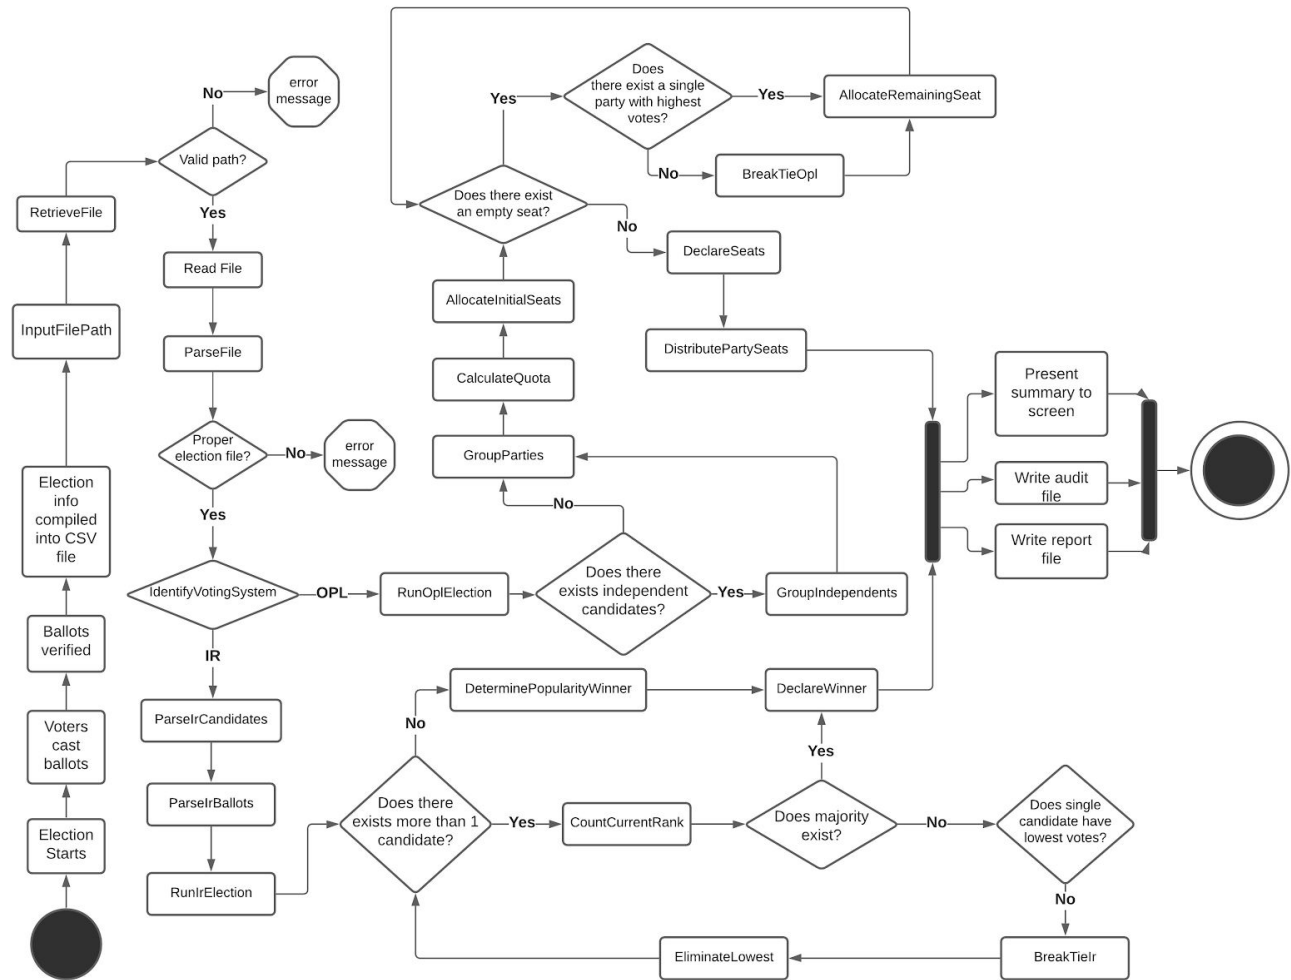 No
error
message
Valid path?
RetrieveFile
Yes
Read File
InputFilePath
ParseFile
Proper
election file?
No
error
message
Yes
Election
info
compiled
into CSV
file
IdentifyVotingSystem
OPL
RunOplElection
Ballots
verified
IR
Voters
cast
ballots
ParseIrCandidates
ParseIrBallots
Election
Starts
RunIrElection
Does
there exist a single
party with highest
votes?
Yes
Yes
AllocateRemainingSeat
No
BreakTieOpl
Does there exist
an empty seat?
No
DeclareSeats
AllocateInitialSeats
DistributePartySeats
CalculateQuota
GroupParties
No
Does there
exists independent
candidates?
Yes
GroupIndependents
Present
summary to
screen
Write audit
file
Write report
file
DeterminePopularityWinner
DeclareWinner
No
Yes
Does there
exists more than 1
candidate?
Yes
CountCurrentRank
Does majority
exist?
No
Does single
candidate have
lowest votes?
No
EliminateLowest
BreakTieIr